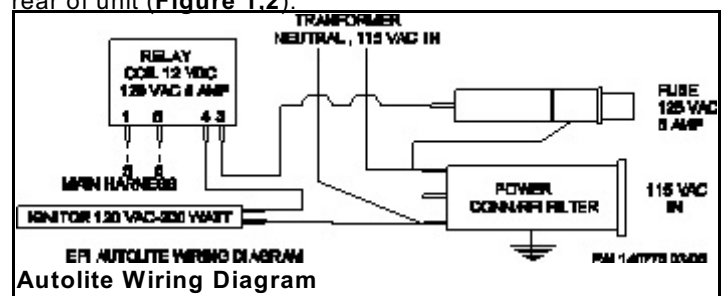 rear of unit (Figure 1,2).
TRANFORMER
NEUTRAL, 115 VAC IN
RELAY
COIL 12 VDC
120 VAC 5 AMP
1 5 4 3
FUSE
125 VAC
5 AMP
MAIN HARNESS
POWER
CONN/RFI FILTER
115 VAC
IN
IGNITOR 120 VAC-200 WATT
EPI AUTOLITE WIRING DIAGRAM
Autolite Wiring Diagram